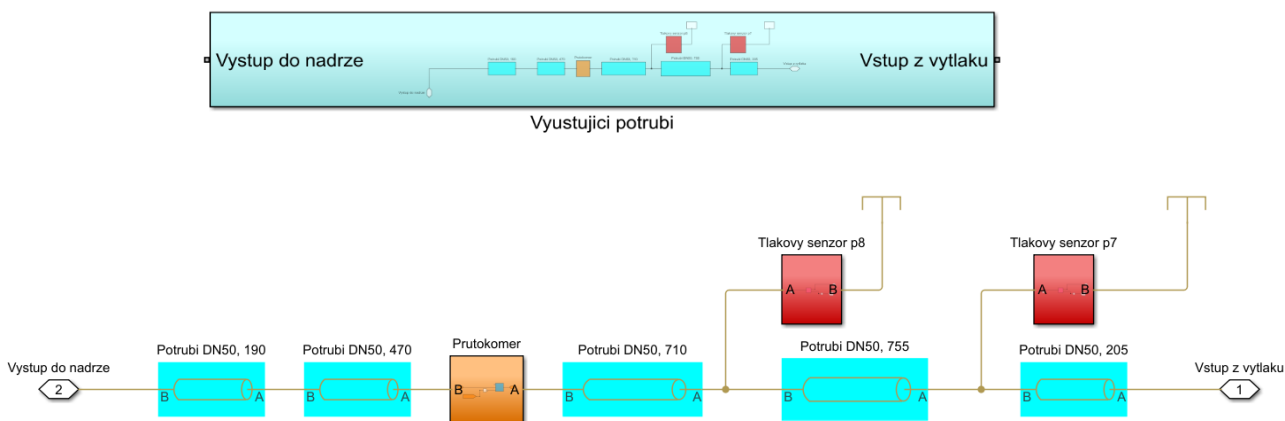 Vystup do nadrze
Vstup z vytlaku
Vyustujici potrubi
Tlakovy senzor p8
Tlakovy senzor p7
A
B
A
B
Vystup do nadrze
Potrubi DN50, 190
Potrubi DN50, 470
Prutokomer
Potrubi DN50, 710
Potrubi DN50, 755
Potrubi DN50, 205
Vstup z vytlaku
2
B
A
B
A
B
A
B
A
B
A
B
A
1